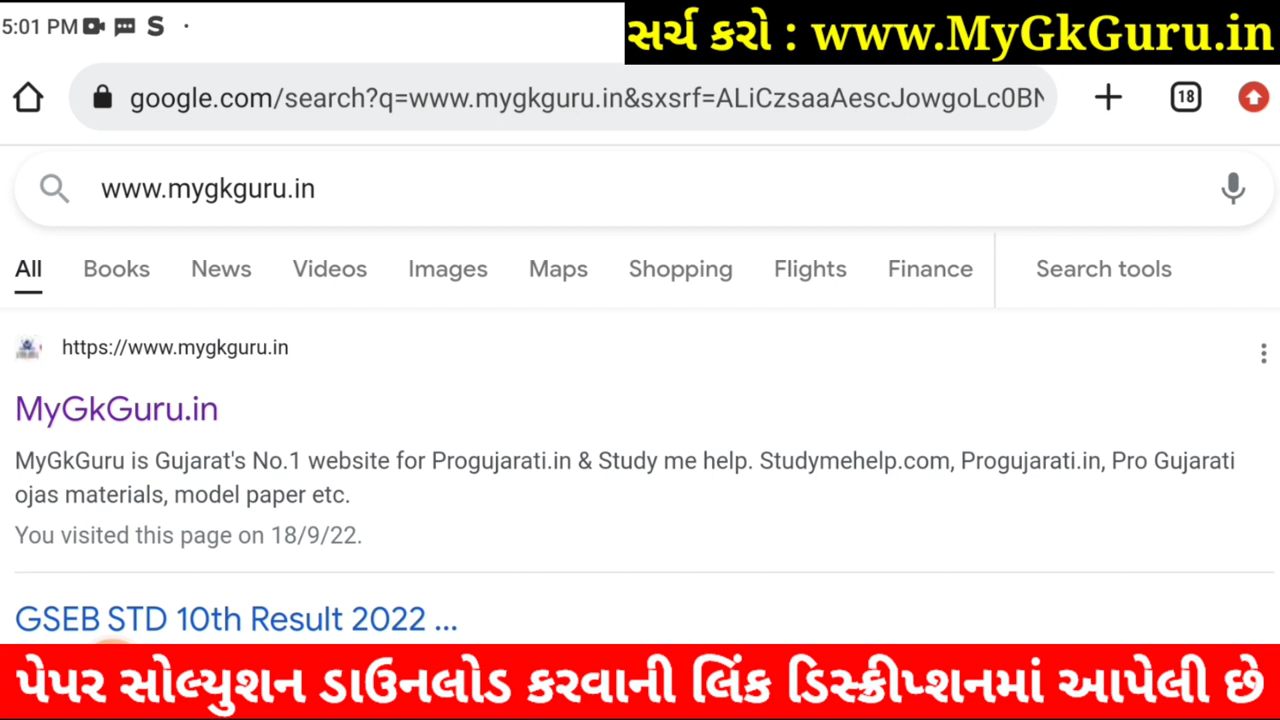 5:01 PM
સર્ચ કરો : www.MyGkGuru.in
google.com/search?q=www.mygkguru.in&sxsrf=ALiCzsaaAescJowgoLc0BN
18
www.mygkguru.in
All Books News Videos Images Maps Shopping Flights Finance Search tools
https://www.mygkguru.in
MyGkGuru.in
MyGkGuru is Gujarat's No.1 website for Progujarati.in & Study me help. Studymehelp.com, Progujarati.in, Pro Gujarati
ojas materials, model paper etc.
You visited this page on 18/9/22.
GSEB STD 10th Result 2022 ...
પેપર સોલ્યુશન ડાઉનલોડ કરવાની લિંક ડિસ્ક્રીપ્શનમાં આપેલી છે